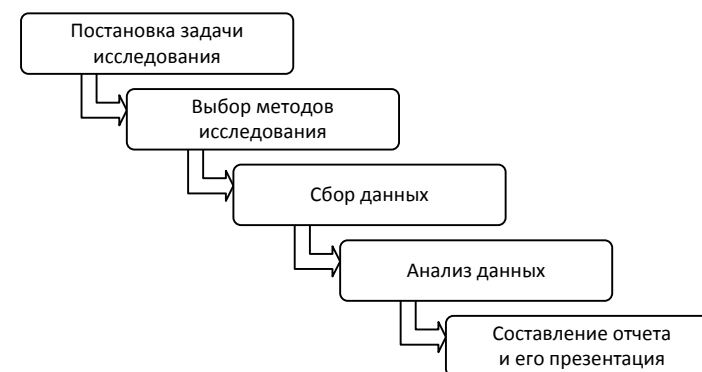 Постановка задачи
исследования
Выбор методов
исследования
Сбор данных
Анализ данных
Составление отчета
и его презентация